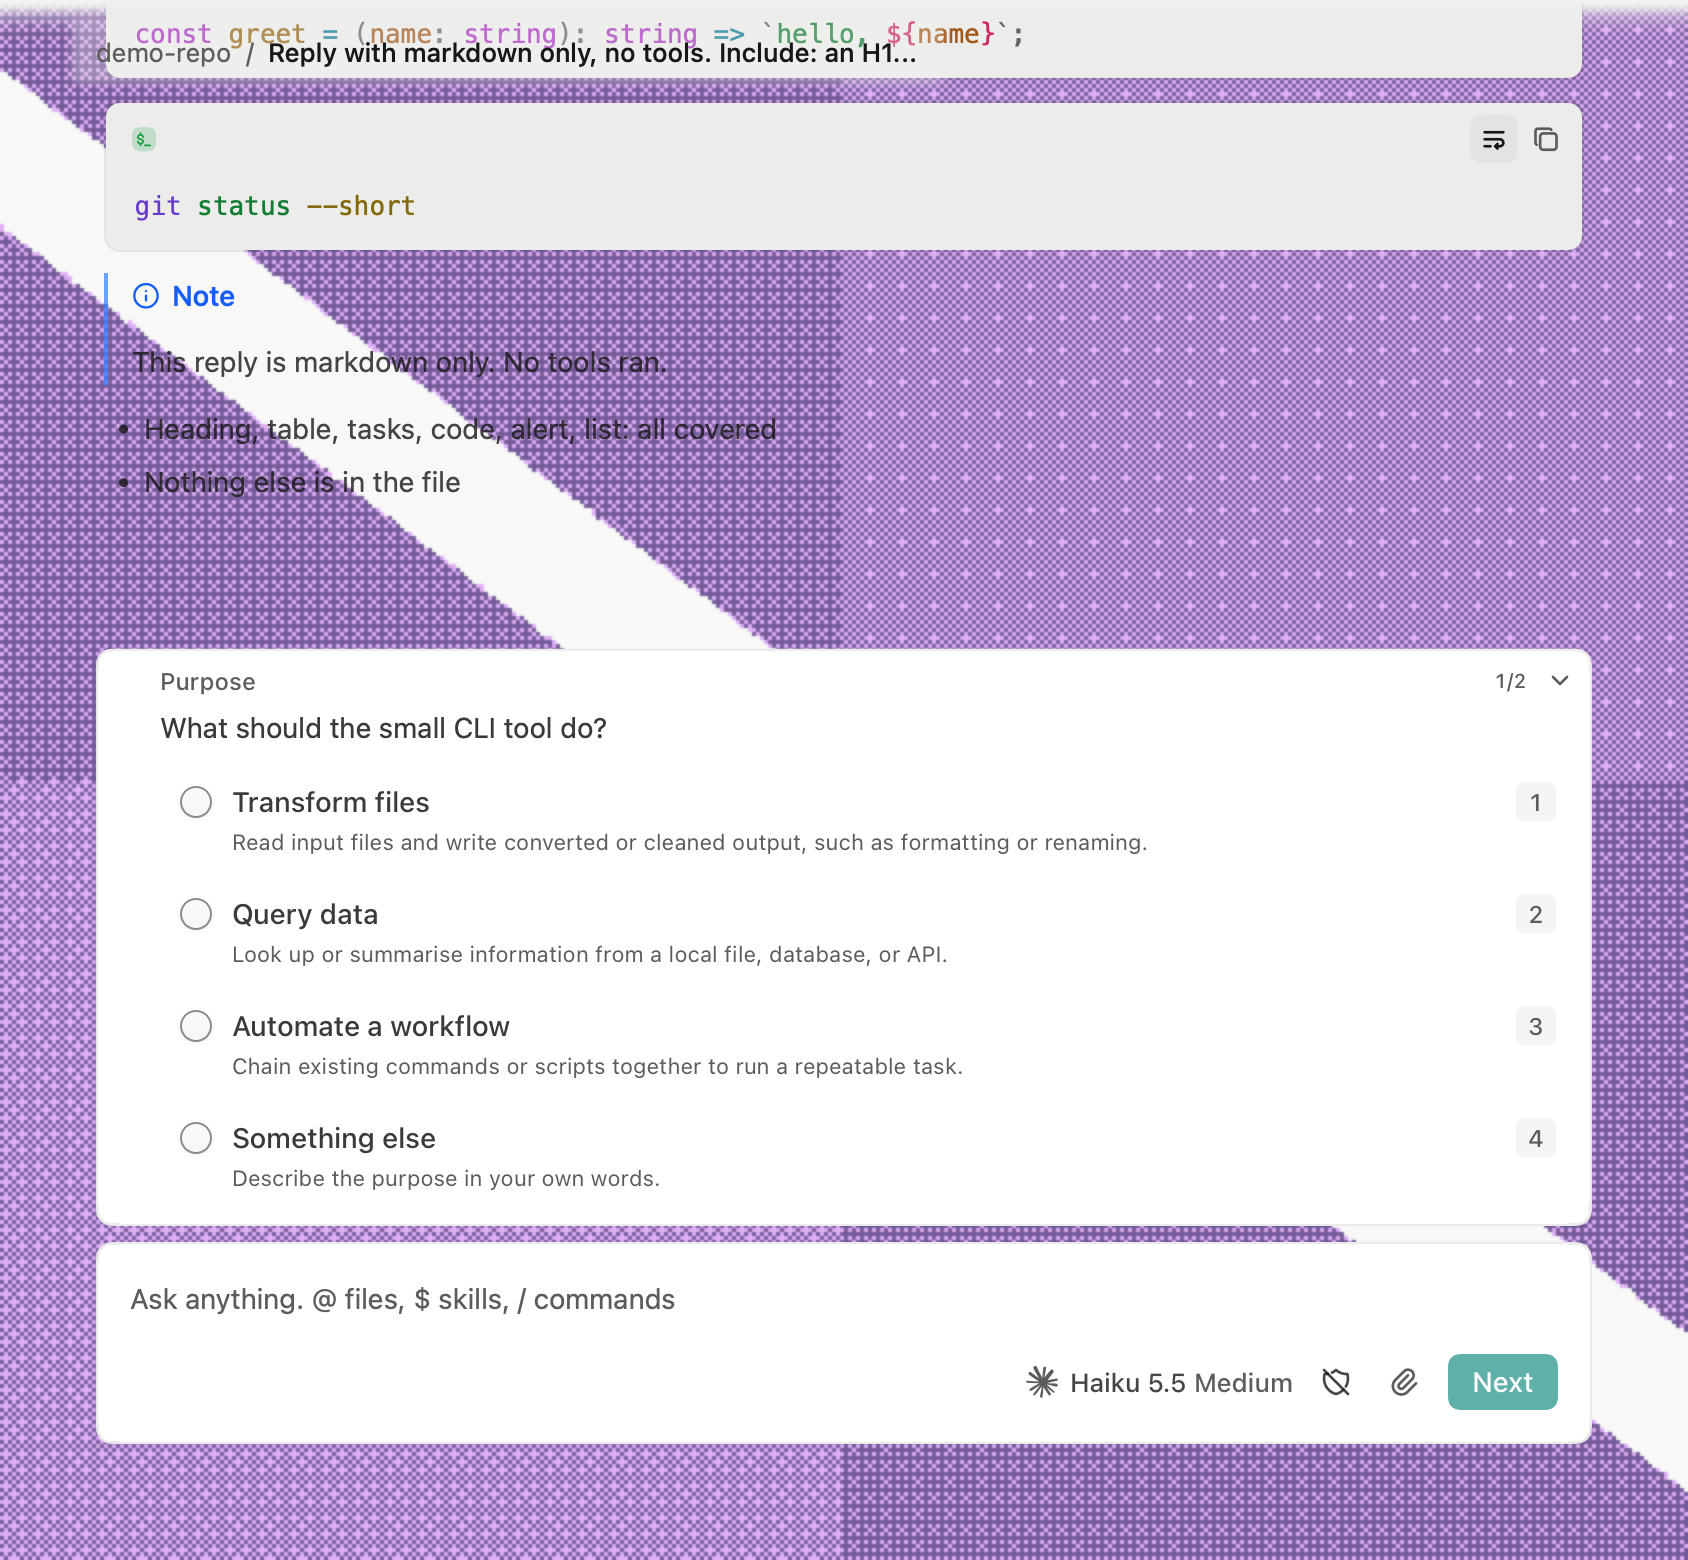 const greet = (name: string): string => `hello, ${name}`;
demo-repo / Reply with markdown only, no tools. Include: an H1...
$_
git status --short
Note
This reply is markdown only. No tools ran.
• Heading, table, tasks, code, alert, list: all covered
• Nothing else is in the file
Purpose
1/2
What should the small CLI tool do?
Transform files
1
Read input files and write converted or cleaned output, such as formatting or renaming.
Query data
2
Look up or summarise information from a local file, database, or API.
Automate a workflow
3
Chain existing commands or scripts together to run a repeatable task.
Something else
4
Describe the purpose in your own words.
Ask anything. @ files, $ skills, / commands
Haiku 5.5 Medium
Next